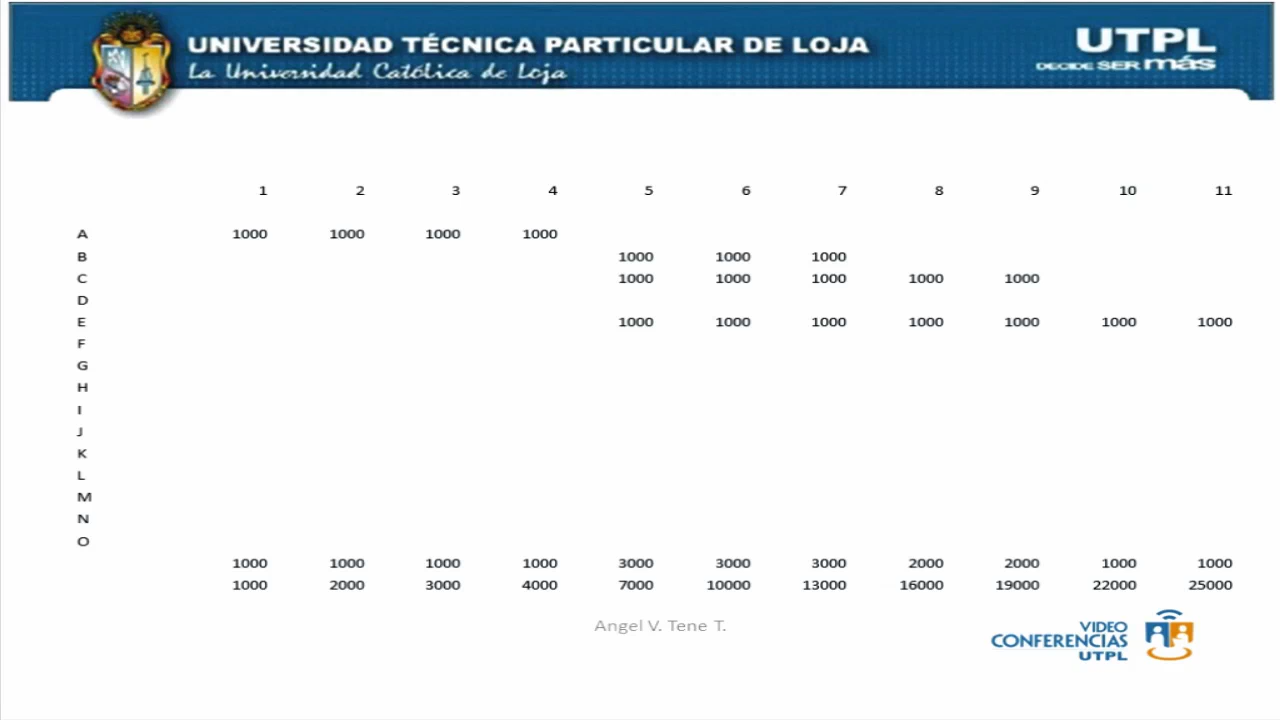 UNIVERSIDAD TÉCNICA PARTICULAR DE LOJA
La Universidad Católica de Loja
UTPL
DECIDE SER más
1 2 3 4 5 6 7 8 9 10 11
A 1000 1000 1000 1000
B 1000 1000 1000
C 1000 1000 1000 1000 1000
D
E 1000 1000 1000 1000 1000 1000 1000
F
G
H
I
J
K
L
M
N
O
1000 1000 1000 1000 3000 3000 3000 2000 2000 1000 1000
1000 2000 3000 4000 7000 10000 13000 16000 19000 22000 25000
Angel V. Tene T.
VIDEO
CONFERENCIAS
UTPL